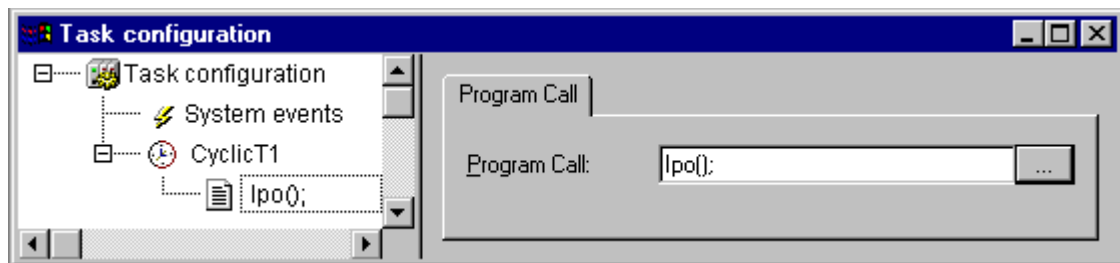 Task configuration
Task configuration
System events
CyclicT1
Ipo();
Program Call
Program Call:
Ipo();
...